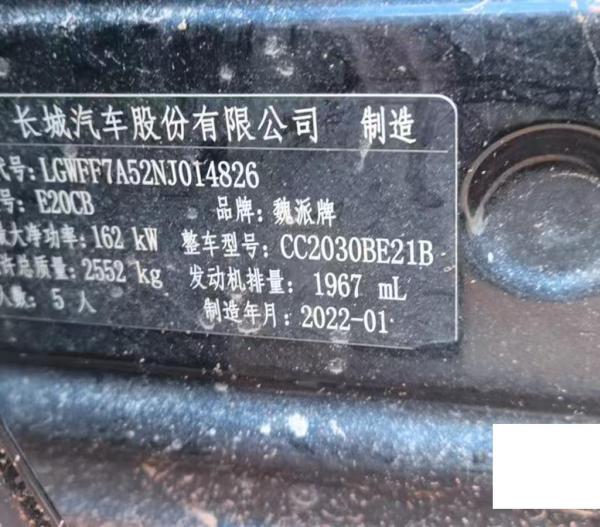 长城汽车股份有限公司 制造
代号: LGWFF7A52NJ014826
号: E20CB 品牌: 魏派牌
最大净功率: 162 kW 整车型号: CC2030BE21B
许总质量: 2552 kg 发动机排量: 1967 mL
人数: 5 人 制造年月: 2022-01